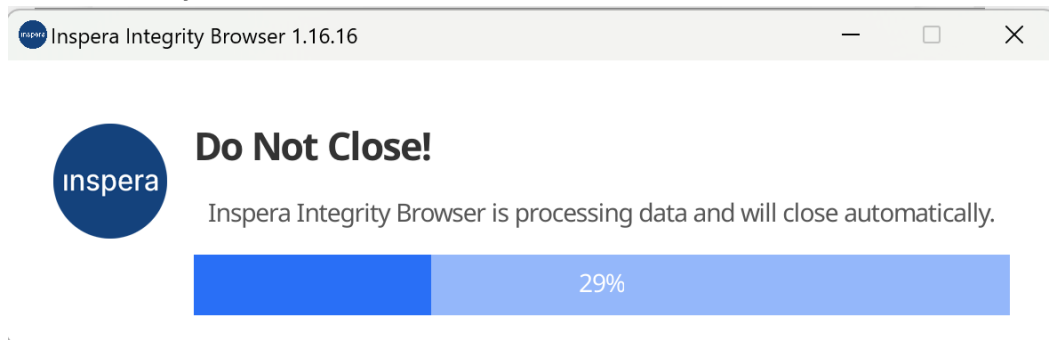 inspera
Inspera Integrity Browser 1.16.16
Do Not Close!
inspera
Inspera Integrity Browser is processing data and will close automatically.
29%